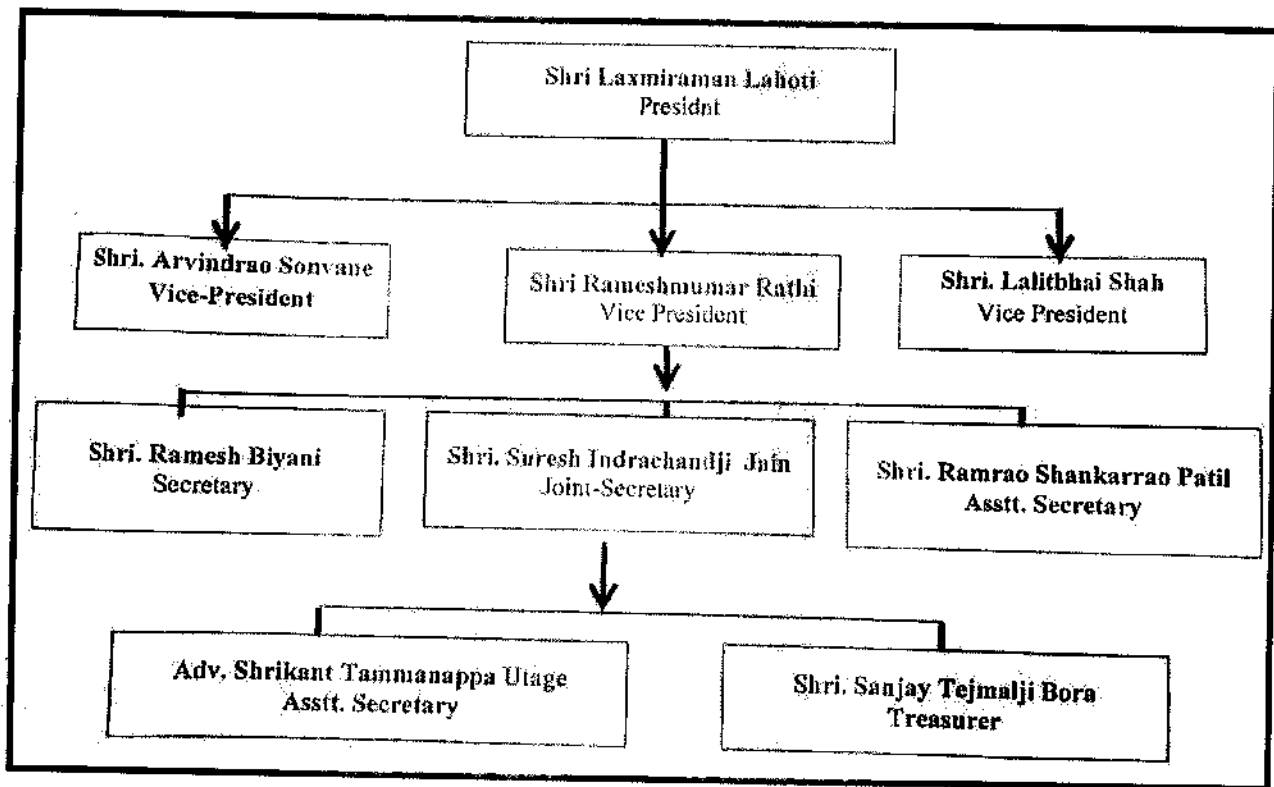 Shri Laxmiraman Lahoti
Presidnt
Shri. Arvindrao Sonvane
Vice-President
Shri Rameshmumar Rathi
Vice President
Shri. Lalitbhai Shah
Vice President
Shri. Ramesh Biyani
Secretary
Shri. Suresh Indrachandji Jain
Joint-Secretary
Shri. Ramrao Shankarrao Patil
Asstt. Secretary
Adv. Shrikant Tammanappa Utage
Asstt. Secretary
Shri. Sanjay Tejmalji Bora
Treasurer